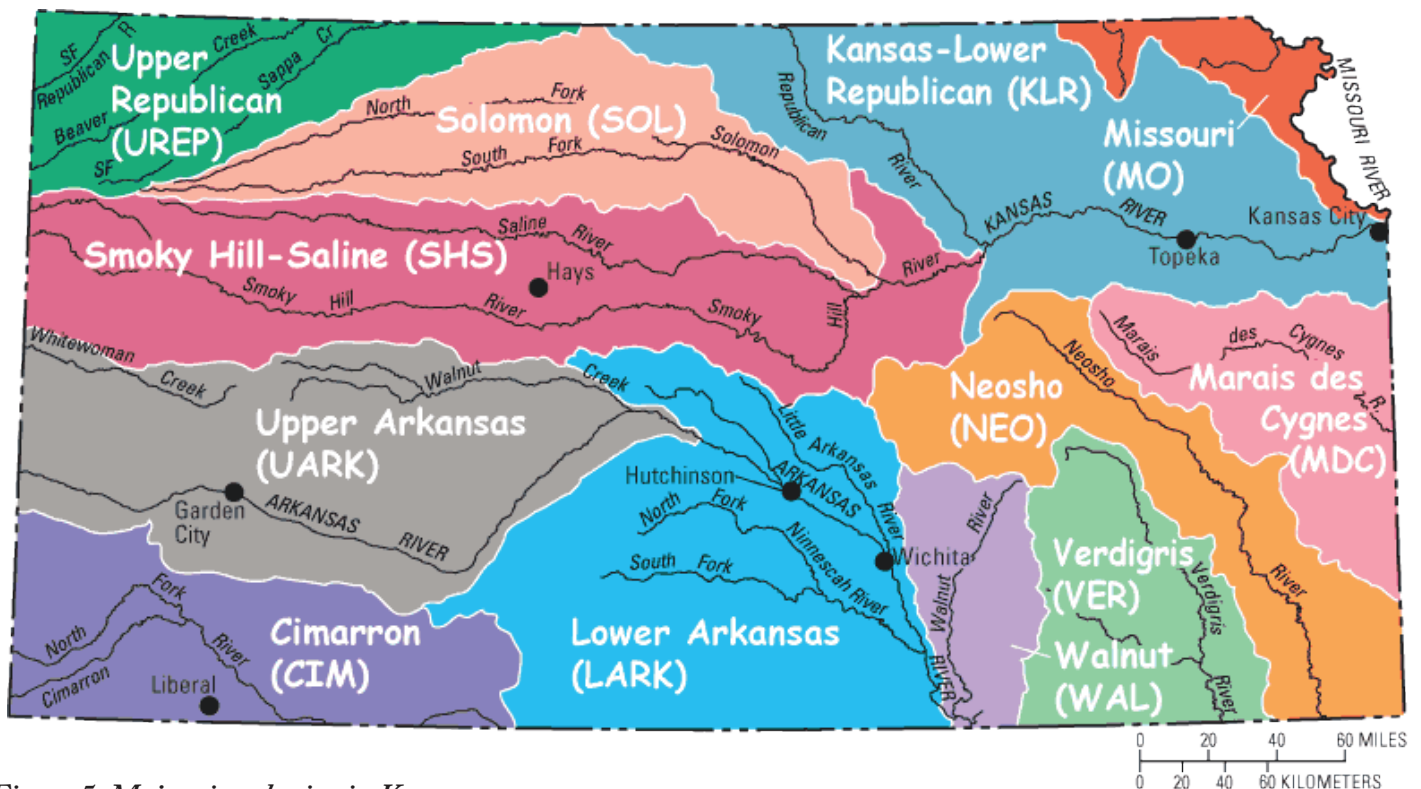 SF
Republican R
Beaver Creek
SF Sappa Cr
Upper
Republican
(UREP)
North Fork
Solomon (SOL)
South Fork
Solomon
Republican
River
Kansas-Lower
Republican (KLR)
Missouri
(MO)
MISSOURI RIVER
KANSAS RIVER
Kansas City
Topeka
Saline River
Smoky Hill-Saline (SHS)
Hays
Smoky Hill River Smoky Hill River
Whitewoman
Creek
Walnut Creek
Upper Arkansas
(UARK)
Garden
City
ARKANSAS RIVER
Little Arkansas River
Hutchinson
ARKANSAS RIVER
North Fork Ninnescah River
South Fork
Wichita
Lower Arkansas
(LARK)
Neosho
(NEO)
Neosho River
Marais des Cygnes R.
Marais des
Cygnes
(MDC)
Walnut River
Verdigris
(VER)
Verdigris River
Walnut
(WAL)
North Fork
Cimarron River
Cimarron
(CIM)
Liberal
0 20 40 60 MILES
0 20 40 60 KILOMETERS